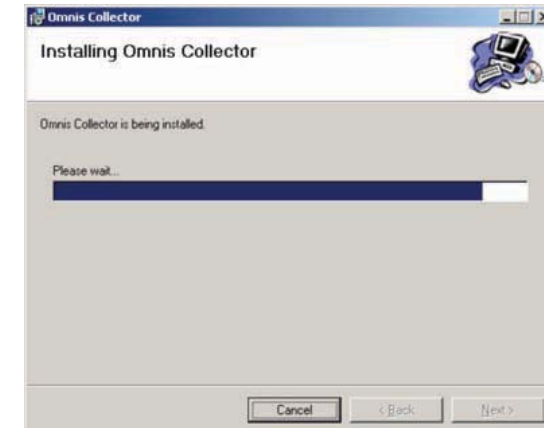 Omnis Collector
Installing Omnis Collector
Omnis Collector is being installed.
Please wait...
Cancel
< Back
Next >